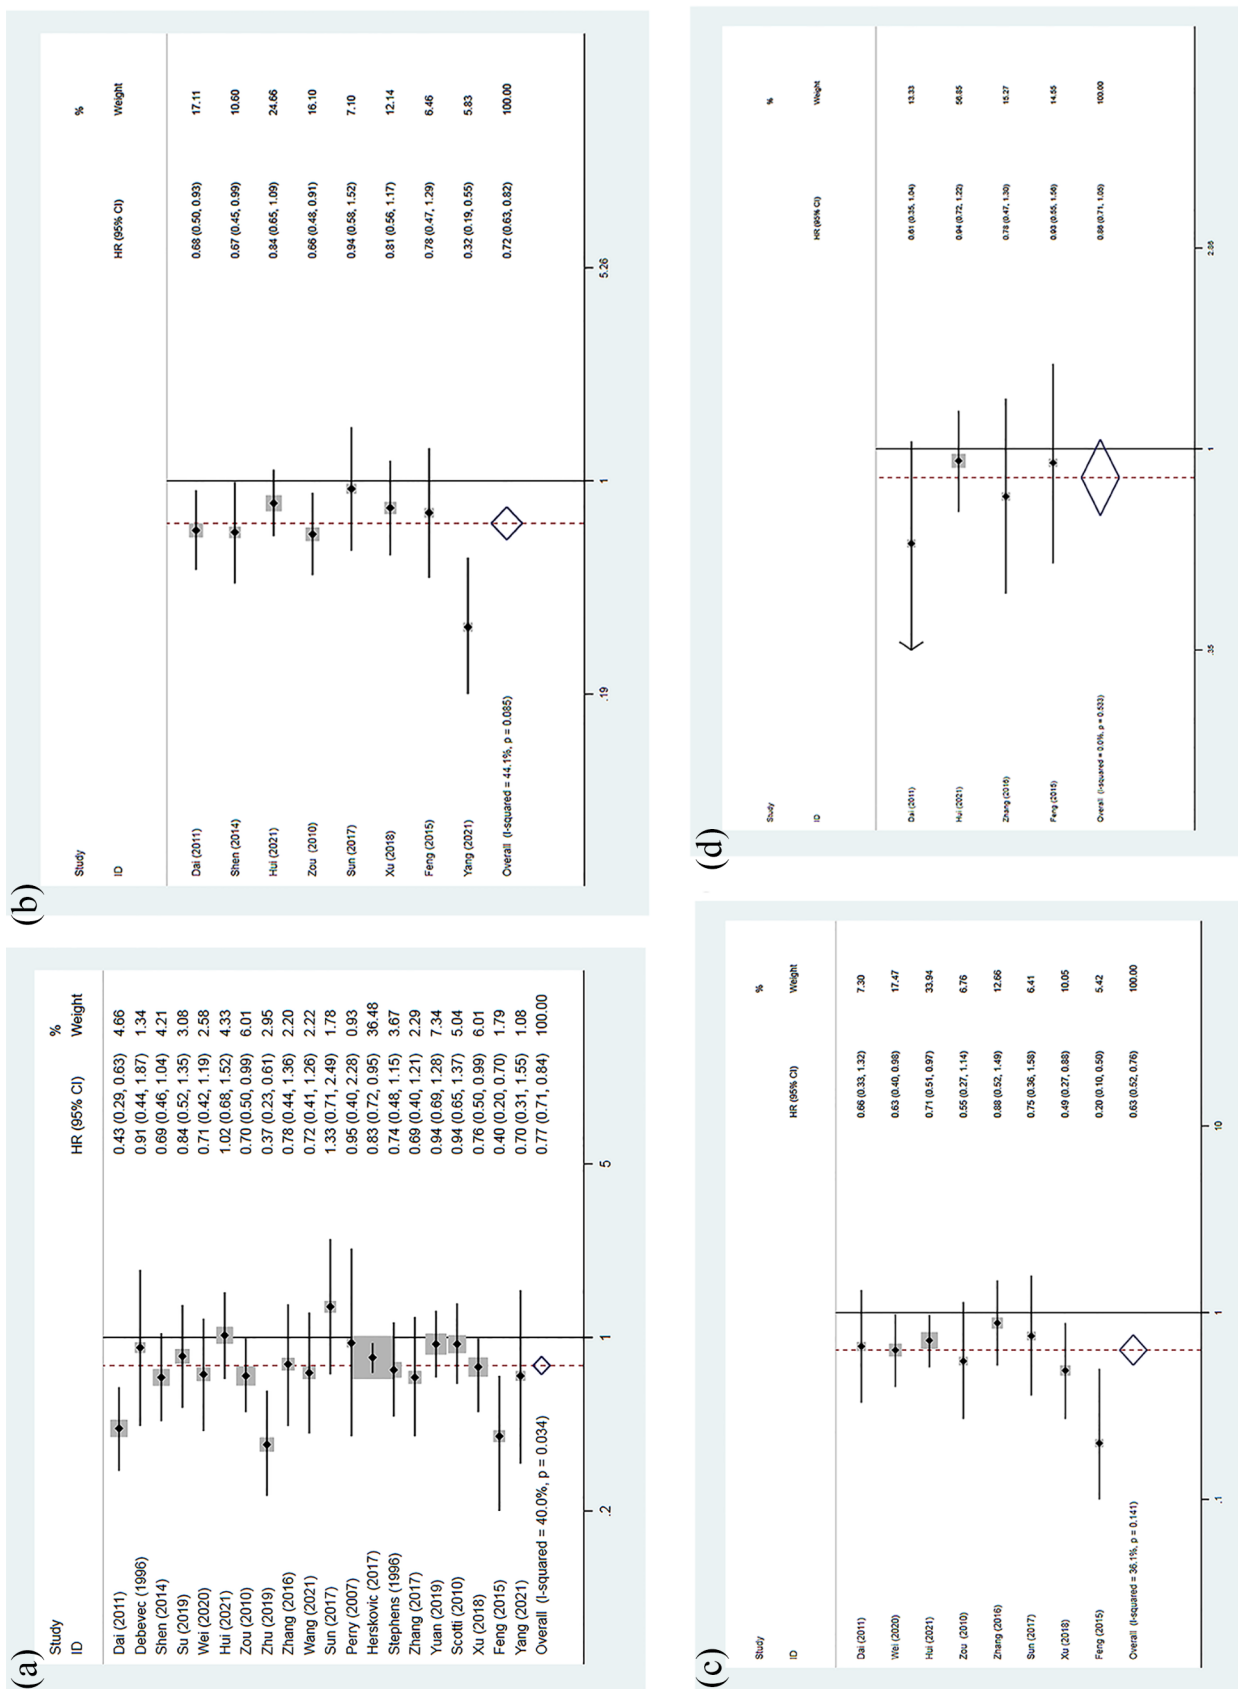 (a)
Study %
ID HR (95% CI) Weight
Dai (2011) 0.43 (0.29, 0.63) 4.66
Debevec (1996) 0.91 (0.44, 1.87) 1.34
Shen (2014) 0.69 (0.46, 1.04) 4.21
Su (2019) 0.84 (0.52, 1.35) 3.08
Wei (2020) 0.71 (0.42, 1.19) 2.58
Hui (2021) 1.02 (0.68, 1.52) 4.33
Zou (2010) 0.70 (0.50, 0.99) 6.01
Zhu (2019) 0.37 (0.23, 0.61) 2.95
Zhang (2016) 0.78 (0.44, 1.36) 2.20
Wang (2021) 0.72 (0.41, 1.26) 2.22
Sun (2017) 1.33 (0.71, 2.49) 1.78
Perry (2007) 0.95 (0.40, 2.28) 0.93
Herskovic (2017) 0.83 (0.72, 0.95) 36.48
Stephens (1996) 0.74 (0.48, 1.15) 3.67
Zhang (2017) 0.69 (0.40, 1.21) 2.29
Yuan (2019) 0.94 (0.69, 1.28) 7.34
Scotti (2010) 0.94 (0.65, 1.37) 5.04
Xu (2018) 0.76 (0.50, 0.99) 6.01
Feng (2015) 0.40 (0.20, 0.70) 1.79
Yang (2021) 0.70 (0.31, 1.55) 1.08
Overall (I-squared = 40.0%, p = 0.034) 0.77 (0.71, 0.84) 100.00
.2 1 5
(b)
Study %
ID HR (95% CI) Weight
Dai (2011) 0.68 (0.50, 0.93) 17.11
Shen (2014) 0.67 (0.45, 0.99) 10.60
Hui (2021) 0.84 (0.65, 1.09) 24.66
Zou (2010) 0.66 (0.48, 0.91) 16.10
Sun (2017) 0.94 (0.58, 1.52) 7.10
Xu (2018) 0.81 (0.56, 1.17) 12.14
Feng (2015) 0.78 (0.47, 1.29) 6.46
Yang (2021) 0.32 (0.19, 0.55) 5.83
Overall (I-squared = 44.1%, p = 0.085) 0.72 (0.63, 0.82) 100.00
.19 1 5.26
(c)
Study %
ID HR (95% CI) Weight
Dai (2011) 0.66 (0.33, 1.32) 7.30
Wei (2020) 0.63 (0.40, 0.98) 17.47
Hui (20215) 0.71 (0.51, 0.97) 33.94
Zou (2010) 0.55 (0.27, 1.14) 6.76
Zhang (2016) 0.88 (0.52, 1.49) 12.66
Sun (2017) 0.75 (0.36, 1.58) 6.41
Xu (2018) 0.49 (0.27, 0.88) 10.05
Feng (2015) 0.20 (0.10, 0.50) 5.42
Overall (I-squared = 36.1%, p = 0.141) 0.63 (0.52, 0.76) 100.00
.1 1 10
(d)
Study %
ID HR (95% CI) Weight
Dai (2011) 0.61 (0.35, 1.04) 13.33
Hui (2021) 0.94 (0.72, 1.22) 56.85
Zhang (2016) 0.78 (0.47, 1.30) 15.27
Feng (2015) 0.93 (0.55, 1.56) 14.55
Overall (I-squared = 0.0%, p = 0.533) 0.86 (0.71, 1.05) 100.00
.35 1 2.86